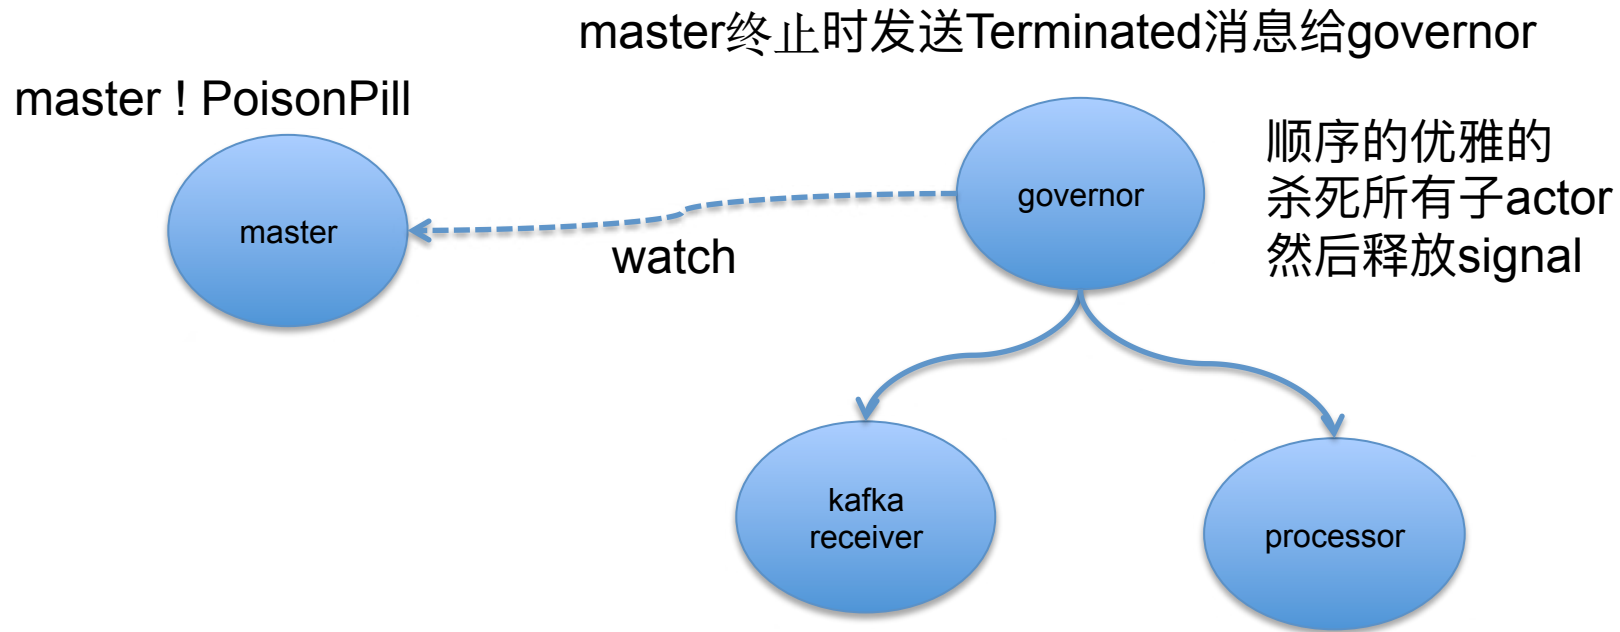 master终止时发送Terminated消息给governor
master ! PoisonPill
顺序的优雅的
杀死所有子actor
然后释放signal
governor
master
watch
kafka
receiver
processor